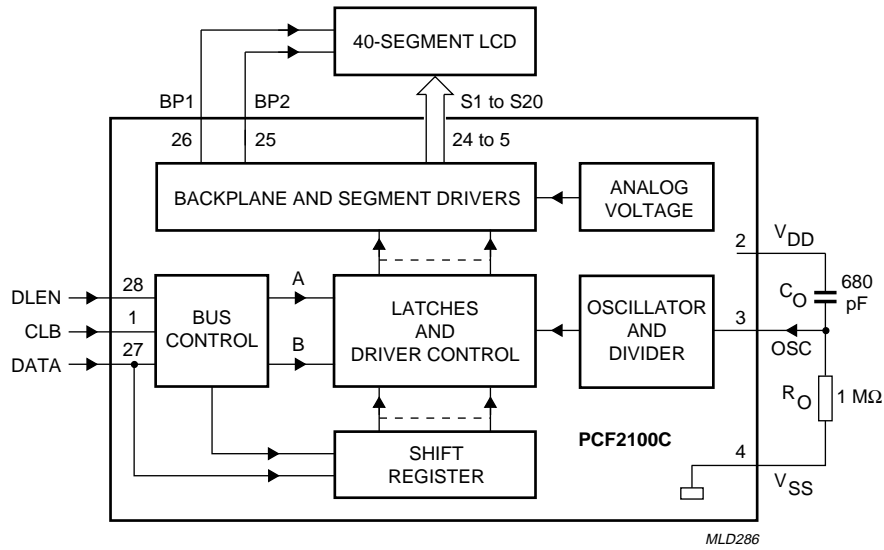 40-SEGMENT LCD
BP1
BP2
S1 to S20
26
25
24 to 5
BACKPLANE AND SEGMENT DRIVERS
ANALOG
VOLTAGE
2
VDD
DLEN
28
CLB
1
DATA
27
BUS
CONTROL
A
B
LATCHES
AND
DRIVER CONTROL
OSCILLATOR
AND
DIVIDER
CO
680
pF
3
OSC
RO
1 MΩ
SHIFT
REGISTER
PCF2100C
4
VSS
MLD286